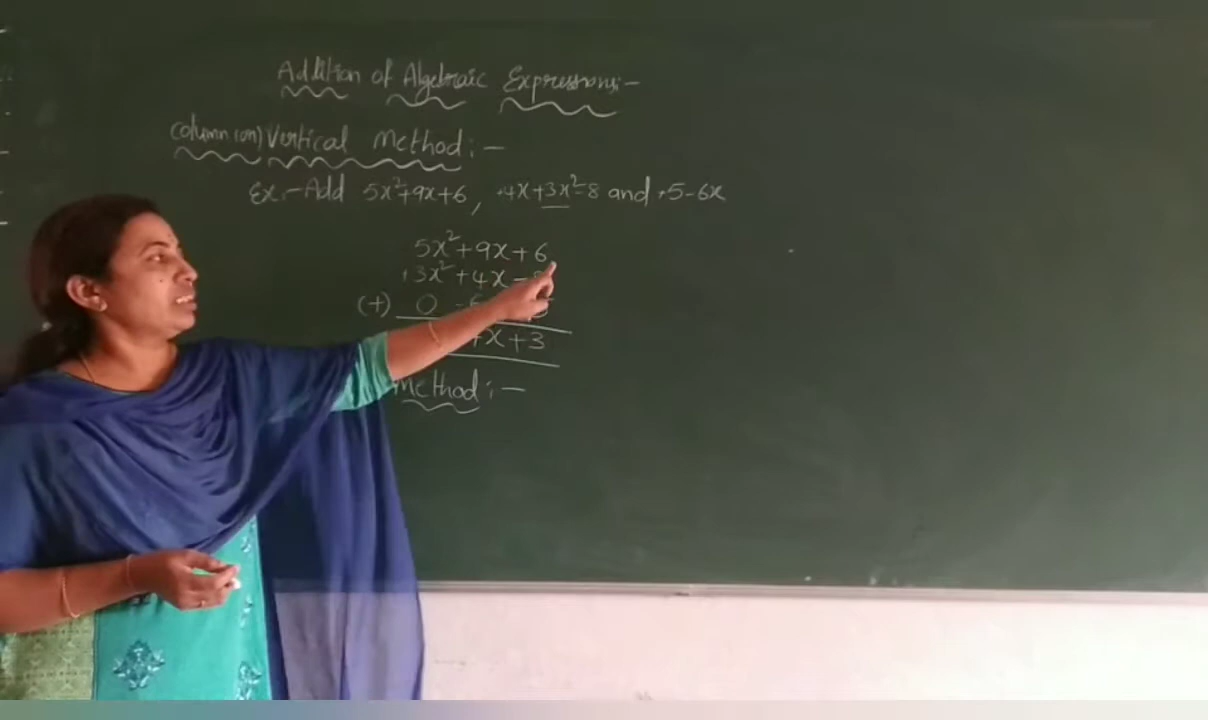 Addition of Algebraic Expressions:-
Column (or) Vertical Method:-
Ex:- Add 5x²+9x+6, +4x+3x²-8 and +5-6x
5x²+9x+6
+3x²+4x-
(+) 0 -6
x+3
Method:-